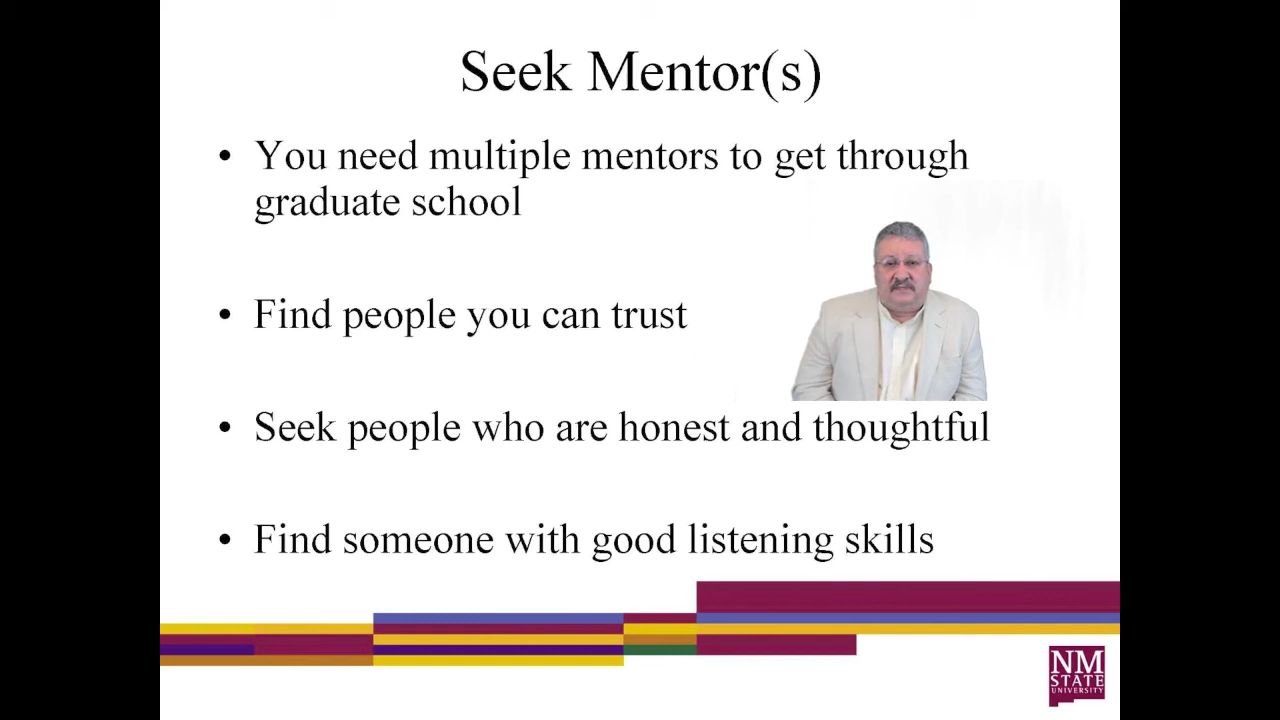 Seek Mentor(s)
• You need multiple mentors to get through
graduate school
• Find people you can trust
• Seek people who are honest and thoughtful
• Find someone with good listening skills
NM
STATE
UNIVERSITY